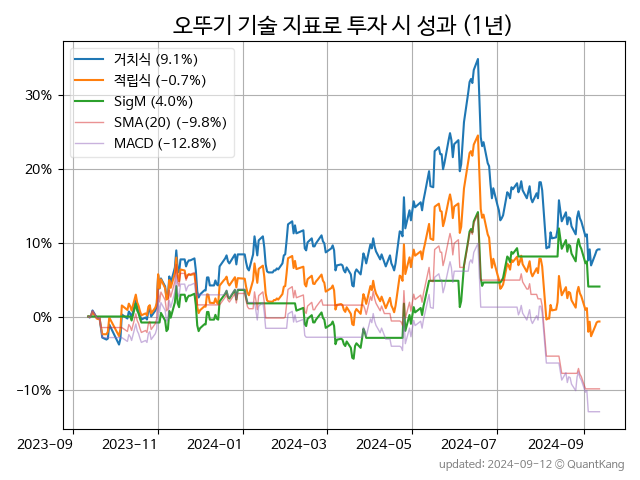 오뚜기 기술 지표로 투자 시 성과 (1년)
거치식 (9.1%)
적립식 (−0.7%)
SigM (4.0%)
SMA(20) (−9.8%)
MACD (−12.8%)
30%
20%
10%
0%
−10%
2023-09 2023-11 2024-01 2024-03 2024-05 2024-07 2024-09
updated: 2024-09-12 © QuantKang